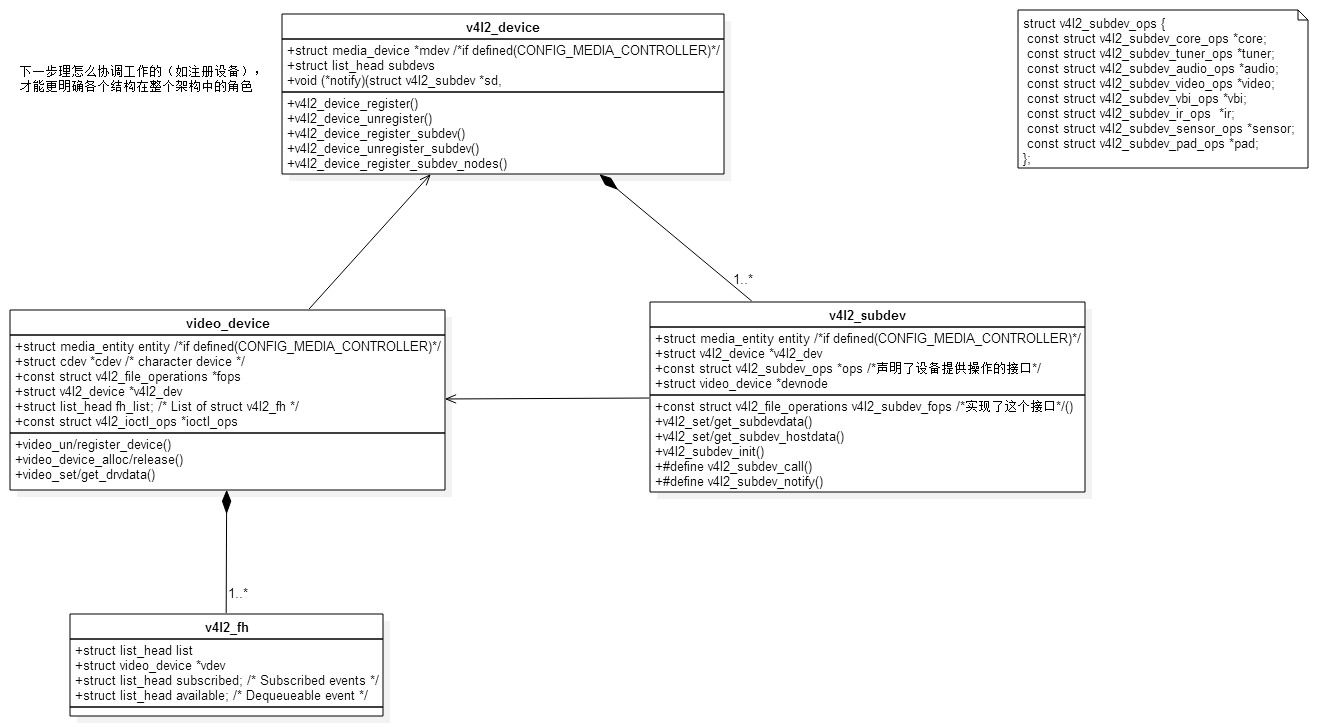 v4l2_device
+struct media_device *mdev /*if defined(CONFIG_MEDIA_CONTROLLER)*/
+struct list_head subdevs
+void (*notify)(struct v4l2_subdev *sd,
+v4l2_device_register()
+v4l2_device_unregister()
+v4l2_device_register_subdev()
+v4l2_device_unregister_subdev()
+v4l2_device_register_subdev_nodes()
下一步理怎么协调工作的（如注册设备），
才能更明确各个结构在整个架构中的角色
struct v4l2_subdev_ops {
const struct v4l2_subdev_core_ops *core;
const struct v4l2_subdev_tuner_ops *tuner;
const struct v4l2_subdev_audio_ops *audio;
const struct v4l2_subdev_video_ops *video;
const struct v4l2_subdev_vbi_ops *vbi;
const struct v4l2_subdev_ir_ops  *ir;
const struct v4l2_subdev_sensor_ops *sensor;
const struct v4l2_subdev_pad_ops *pad;
};
1..*
video_device
+struct media_entity entity /*if defined(CONFIG_MEDIA_CONTROLLER)*/
+struct cdev *cdev /* character device */
+const struct v4l2_file_operations *fops
+struct v4l2_device *v4l2_dev
+struct list_head fh_list; /* List of struct v4l2_fh */
+const struct v4l2_ioctl_ops *ioctl_ops
+video_un/register_device()
+video_device_alloc/release()
+video_set/get_drvdata()
v4l2_subdev
+struct media_entity entity /*if defined(CONFIG_MEDIA_CONTROLLER)*/
+struct v4l2_device *v4l2_dev
+const struct v4l2_subdev_ops *ops /*声明了设备提供操作的接口*/
+struct video_device *devnode
+const struct v4l2_file_operations v4l2_subdev_fops /*实现了这个接口*/()
+v4l2_set/get_subdevdata()
+v4l2_set/get_subdev_hostdata()
+v4l2_subdev_init()
+#define v4l2_subdev_call()
+#define v4l2_subdev_notify()
1..*
v4l2_fh
+struct list_head list
+struct video_device *vdev
+struct list_head subscribed; /* Subscribed events */
+struct list_head available; /* Dequeueable event */